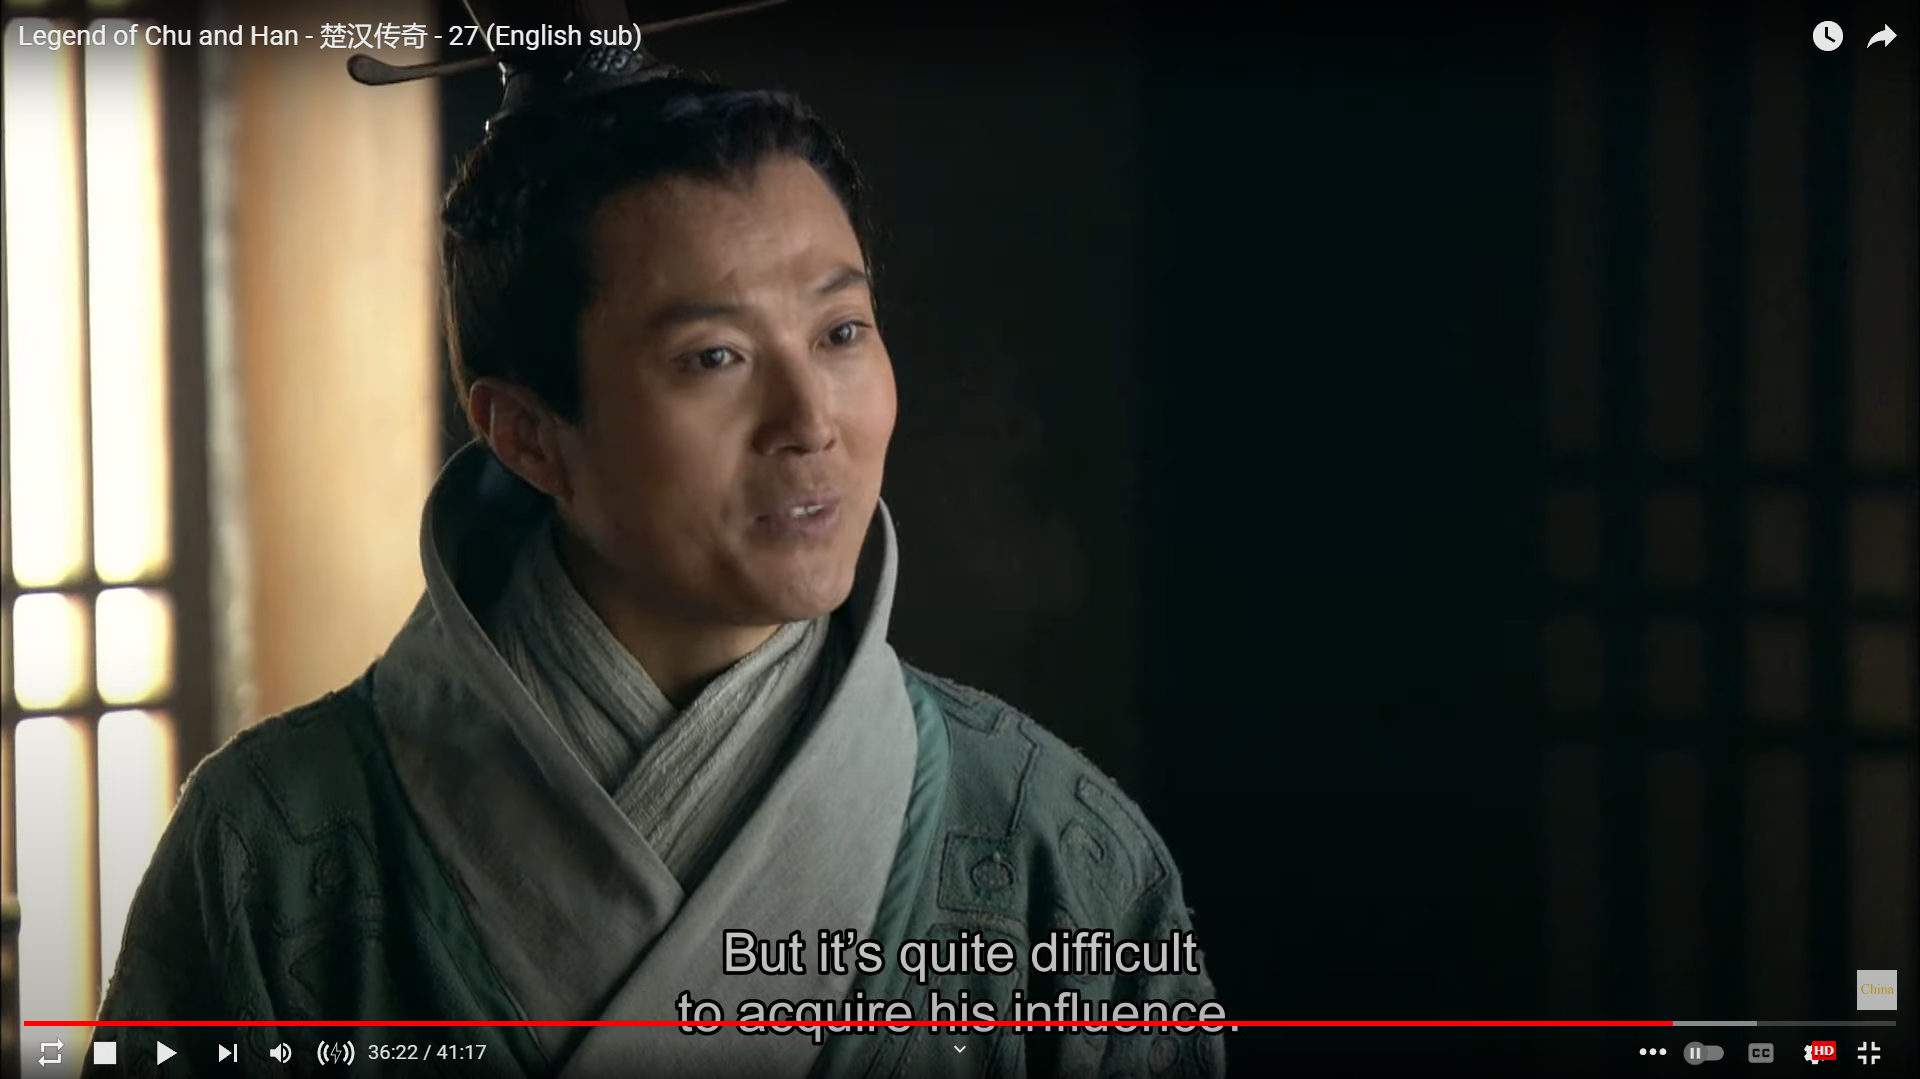 Legend of Chu and Han - 楚汉传奇 - 27 (English sub)
But it's quite difficult
to acquire his influence.
China
36:22 / 41:17
CC
HD